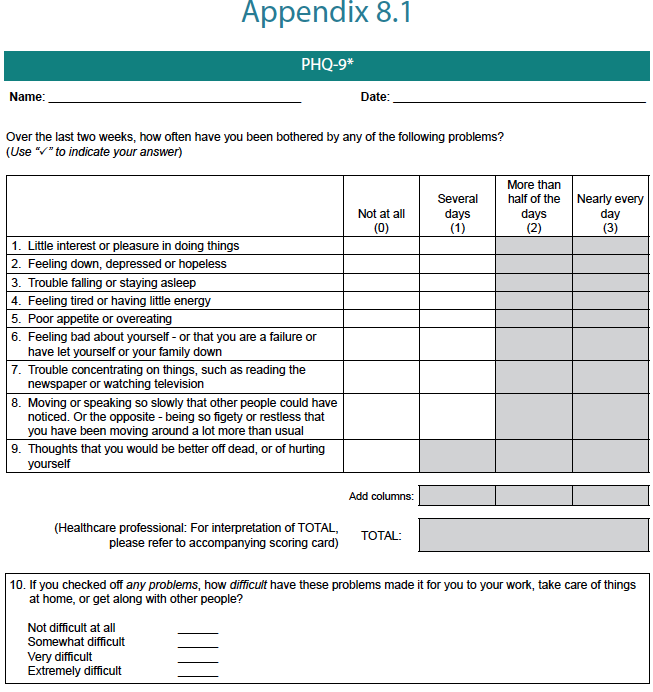 Appendix 8.1
PHQ-9*
Name: Date:
Over the last two weeks, how often have you been bothered by any of the following problems?
(Use “✓” to indicate your answer)
Not at all
(0)
Several
days
(1)
More than
half of the
days
(2)
Nearly every
day
(3)
1. Little interest or pleasure in doing things
2. Feeling down, depressed or hopeless
3. Trouble falling or staying asleep
4. Feeling tired or having little energy
5. Poor appetite or overeating
6. Feeling bad about yourself - or that you are a failure or
have let yourself or your family down
7. Trouble concentrating on things, such as reading the
newspaper or watching television
8. Moving or speaking so slowly that other people could have
noticed. Or the opposite - being so figety or restless that
you have been moving around a lot more than usual
9. Thoughts that you would be better off dead, or of hurting
yourself
Add columns:
(Healthcare professional: For interpretation of TOTAL,
please refer to accompanying scoring card)
TOTAL:
10. If you checked off any problems, how difficult have these problems made it for you to your work, take care of things
at home, or get along with other people?
Not difficult at all
Somewhat difficult
Very difficult
Extremely difficult